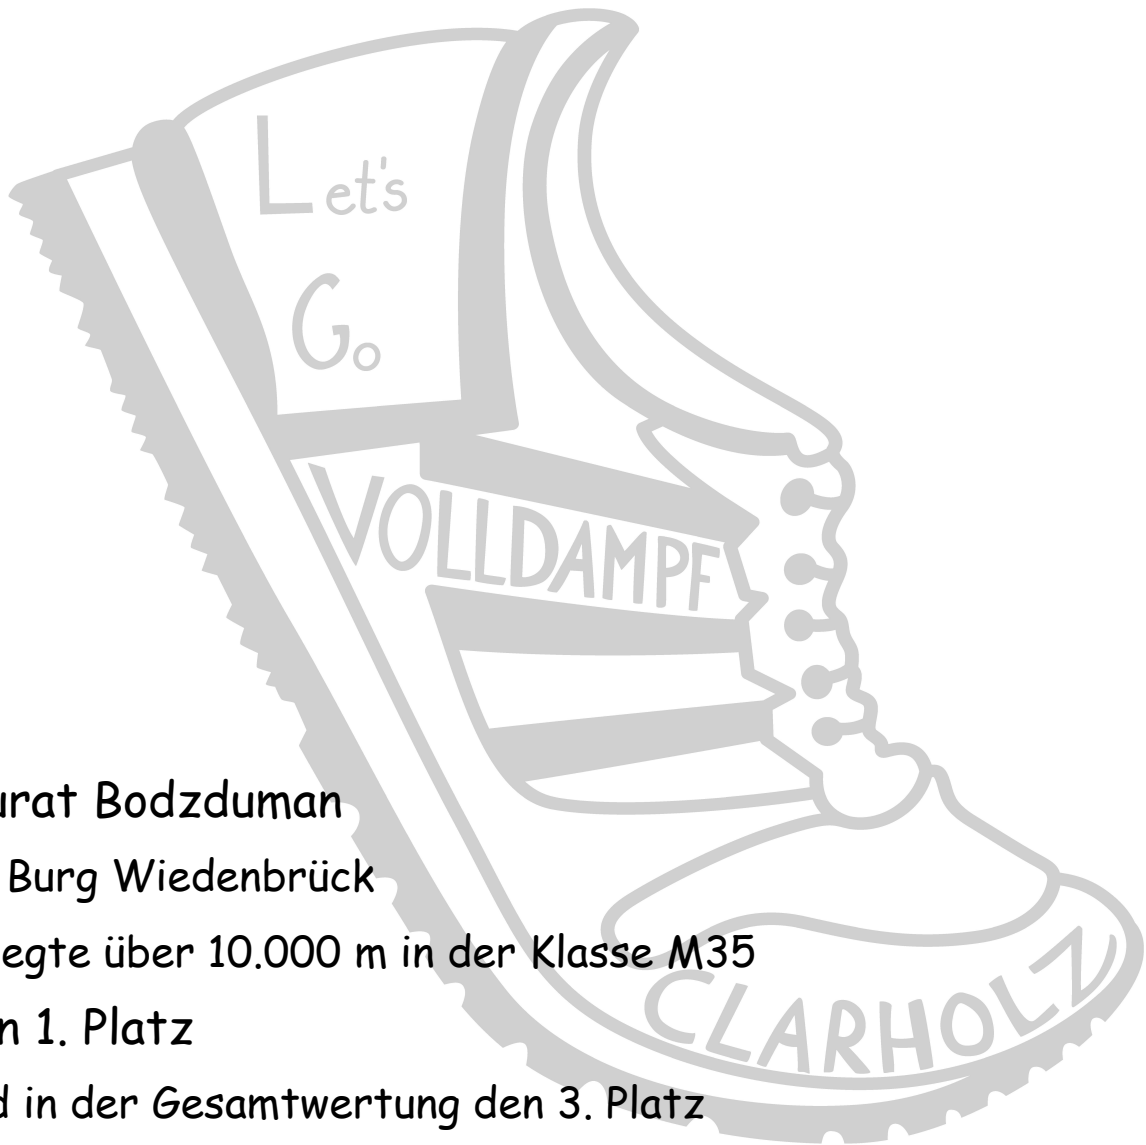 Let's
Go
VOLLDAMPF
urat Bodzduman
Burg Wiedenbrück
egte über 10.000 m in der Klasse M35
n 1. Platz
d in der Gesamtwertung den 3. Platz
CLARHOLZ